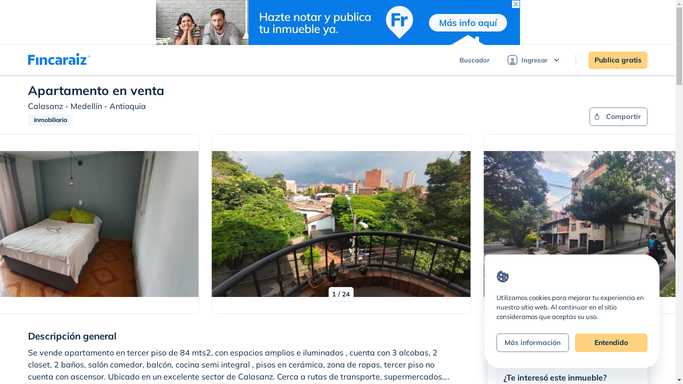 Hazte notar y publica
tu inmueble ya.
Fr
Más info aquí
Fincaraiz
Buscador
Ingresar
Publica gratis
Apartamento en venta
Calasanz - Medellín - Antioquia
Inmobiliaria
Compartir
1 / 24
Descripción general
Se vende apartamento en tercer piso de 84 mts2, con espacios amplios e iluminados , cuenta con 3 alcobas, 2
closet, 2 baños, salón comedor, balcón, cocina semi integral , pisos en cerámica, zona de ropas, tercer piso no
cuenta con ascensor. Ubicado en un excelente sector de Calasanz. Cerca a rutas de transporte, supermercados,...
Utilizamos cookies para mejorar tu experiencia en
nuestro sitio web. Al continuar en el sitio
consideramos que aceptas su uso.
Más información
Entendido
¿Te interesó este inmueble?